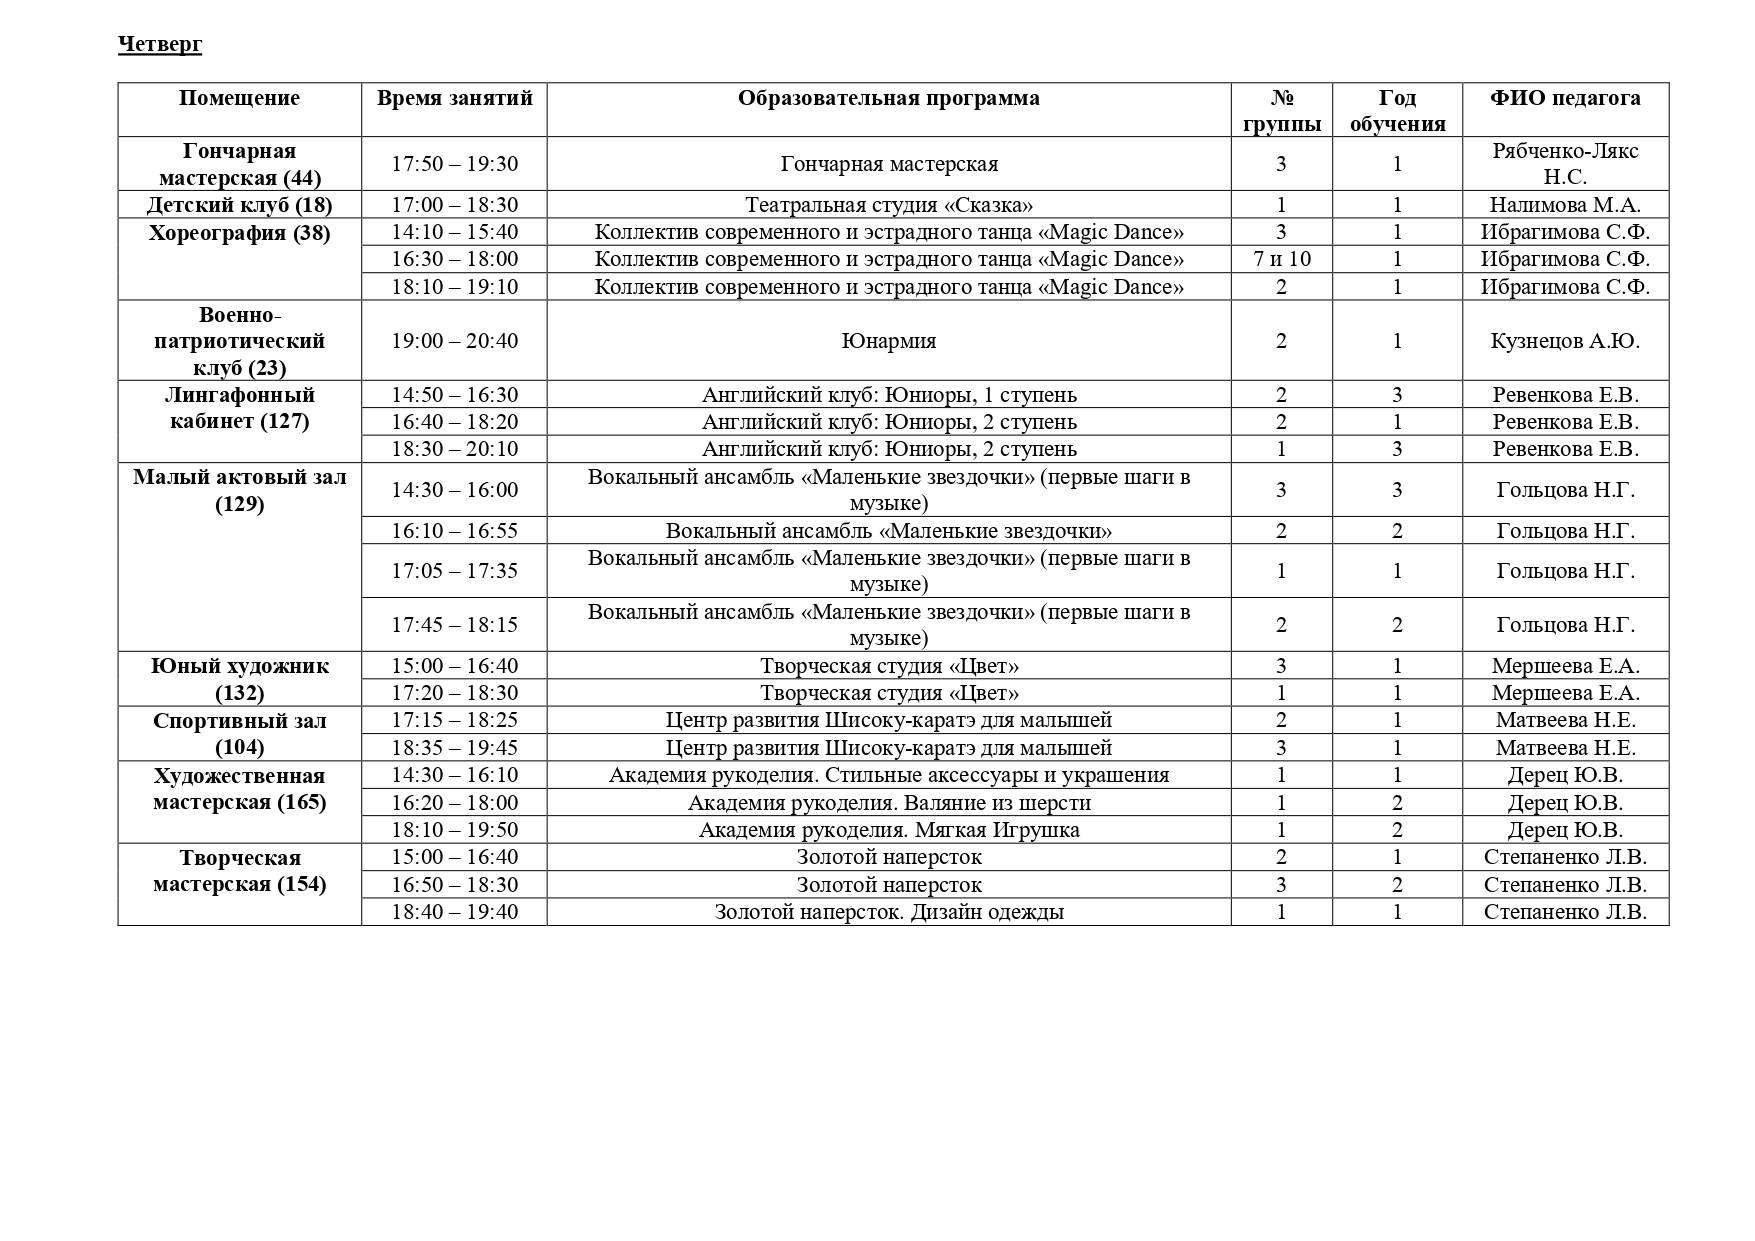 Четверг
Помещение Время занятий Образовательная программа № группы Год обучения ФИО педагога
Гончарная мастерская (44) 17:50 – 19:30 Гончарная мастерская 3 1 Рябченко-Лякс Н.С.
Детский клуб (18) 17:00 – 18:30 Театральная студия «Сказка» 1 1 Налимова М.А.
Хореография (38) 14:10 – 15:40 Коллектив современного и эстрадного танца «Magic Dance» 3 1 Ибрагимова С.Ф.
16:30 – 18:00 Коллектив современного и эстрадного танца «Magic Dance» 7 и 10 1 Ибрагимова С.Ф.
18:10 – 19:10 Коллектив современного и эстрадного танца «Magic Dance» 2 1 Ибрагимова С.Ф.
Военно-патриотический клуб (23) 19:00 – 20:40 Юнармия 2 1 Кузнецов А.Ю.
Лингафонный кабинет (127) 14:50 – 16:30 Английский клуб: Юниоры, 1 ступень 2 3 Ревенкова Е.В.
16:40 – 18:20 Английский клуб: Юниоры, 2 ступень 2 1 Ревенкова Е.В.
18:30 – 20:10 Английский клуб: Юниоры, 2 ступень 1 3 Ревенкова Е.В.
Малый актовый зал (129) 14:30 – 16:00 Вокальный ансамбль «Маленькие звездочки» (первые шаги в музыке) 3 3 Гольцова Н.Г.
16:10 – 16:55 Вокальный ансамбль «Маленькие звездочки» 2 2 Гольцова Н.Г.
17:05 – 17:35 Вокальный ансамбль «Маленькие звездочки» (первые шаги в музыке) 1 1 Гольцова Н.Г.
17:45 – 18:15 Вокальный ансамбль «Маленькие звездочки» (первые шаги в музыке) 2 2 Гольцова Н.Г.
Юный художник (132) 15:00 – 16:40 Творческая студия «Цвет» 3 1 Мершеева Е.А.
17:20 – 18:30 Творческая студия «Цвет» 1 1 Мершеева Е.А.
Спортивный зал (104) 17:15 – 18:25 Центр развития Шисоку-каратэ для малышей 2 1 Матвеева Н.Е.
18:35 – 19:45 Центр развития Шисоку-каратэ для малышей 3 1 Матвеева Н.Е.
Художественная мастерская (165) 14:30 – 16:10 Академия рукоделия. Стильные аксессуары и украшения 1 1 Дерец Ю.В.
16:20 – 18:00 Академия рукоделия. Валяние из шерсти 1 2 Дерец Ю.В.
18:10 – 19:50 Академия рукоделия. Мягкая Игрушка 1 2 Дерец Ю.В.
Творческая мастерская (154) 15:00 – 16:40 Золотой наперсток 2 1 Степаненко Л.В.
16:50 – 18:30 Золотой наперсток 3 2 Степаненко Л.В.
18:40 – 19:40 Золотой наперсток. Дизайн одежды 1 1 Степаненко Л.В.